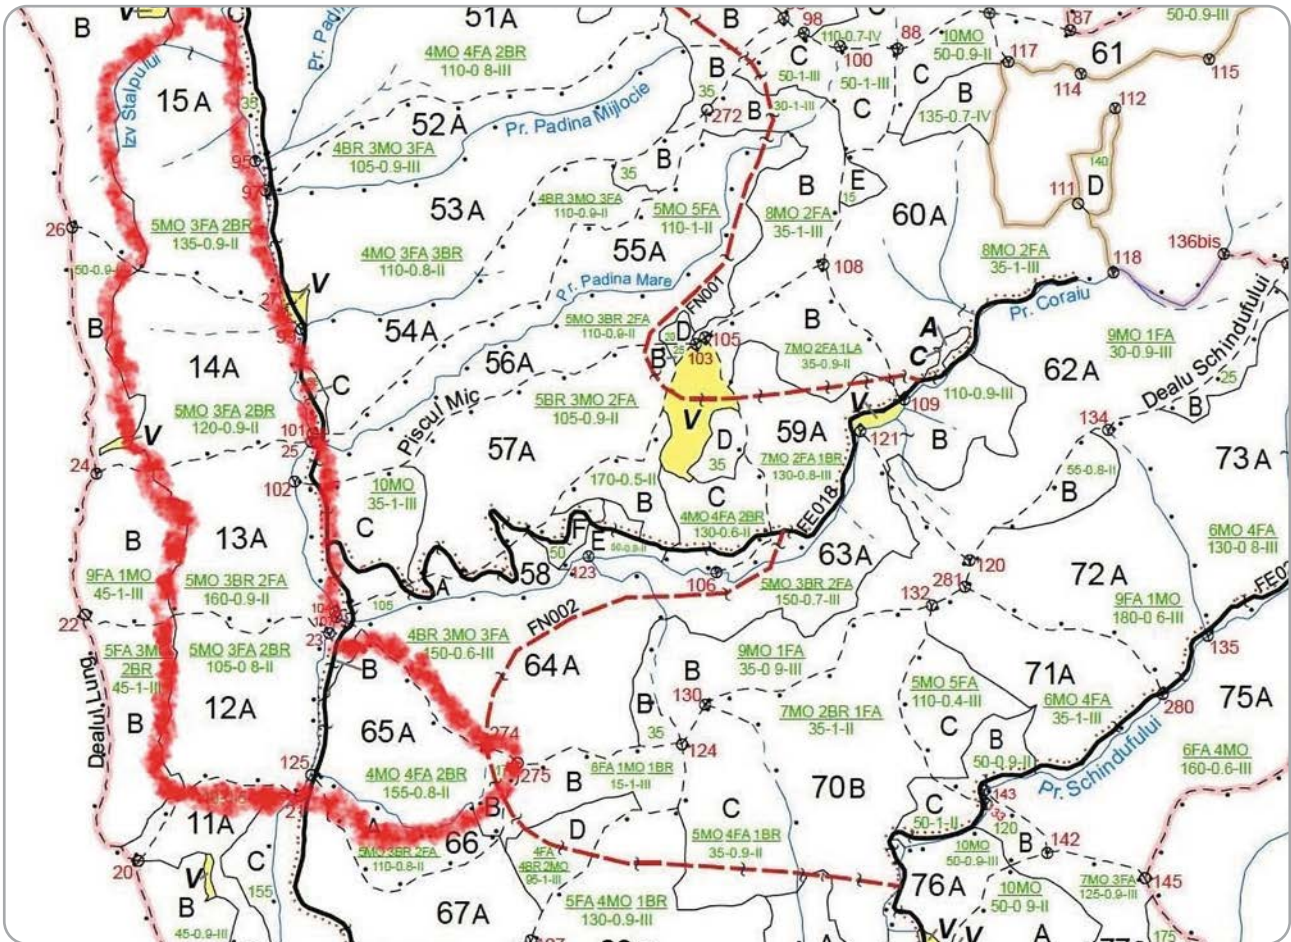 B
V
C
Pr. Padi
51A
4MO 4FA 2BR
110-0 8-III
B
98
110-0.7-IV
C
88
10MO
50-0.9-II
87
50-0.9-III
61
117
115
114
112
100
C
50-1-III
50-1-III
C
C
B
135-0.7-IV
15A
Izv Stalpului
35
52A
Pr. Padina Mijlocie
B
35
272
B
30-1-III
4BR 3MO 3FA
105-0.9-III
95
97
B
35
B
E
15
60A
140
D
111
26
5MO 3FA 2BR
135-0.9-II
53A
4BR 3MO 3FA
110-0.9-II
5MO 5FA
110-1-II
8MO 2FA
35-1-III
4MO 3FA 3BR
110-0.8-II
55A
108
8MO 2FA
35-1-III
118
136bis
Pr. Padina Mare
FN001
Pr. Coraiu
V
B
54A
5MO 3BR 2FA
110-0.9-II
D
B
105
103
B
7MO 2FA 1LA
35-0.9-II
A
C
62A
9MO 1FA
30-0.9-III
Dealu Schindufului
25
B
14A
56A
C
5MO 3FA 2BR
120-0.9-II
Piscul Mic
5BR 3MO 2FA
105-0.9-II
V
V
109
110-0.9-III
134
V
24
101
25
102
57A
D
35
59A
7MO 2FA 1BR
130-0.8-III
121
B
55-0.8-II
B
73A
10MO
35-1-III
170-0.5-II
B
C
4MO 4FA 2BR
130-0.6-II
FE018
B
13A
C
F
E
50
58
A
123
106
63A
5MO 3BR 2FA
150-0.7-III
6MO 4FA
130-0 8-III
120
281
132
72A
9FA 1MO
180-0 6-III
135
9FA 1MO
45-1-III
5MO 3BR 2FA
160-0.9-II
105
22
23
FN002
4BR 3MO 3FA
150-0.6-III
5MO 3FA 2BR
105-0 8-II
2BR
45-1-III
Dealul Lung
B
B
64A
B
B
35
130
9MO 1FA
35-0 9-III
5MO 5FA
110-0.4-III
71A
6MO 4FA
35-1-III
280
75A
12A
65A
274
275
124
7MO 2BR 1FA
35-1-II
C
B
50-0.9-II
Pr. Schindufului
6FA 4MO
160-0.6-III
125
4MO 4FA 2BR
155-0.8-II
B
B
6FA 1MO 1BR
15-1-III
70B
C
50-1-II
143
33
120
11A
A
66
D
C
5MO 4FA 1BR
35-0.9-II
10MO
50-0.9-III
B
142
20
V
B
C
155
5MO 3BR 2FA
110-0.8-II
4FA
4BR 2MO
95-1-III
76A
10MO
50-0 9-II
7MO 3FA
125-0.9-III
145
45-0.9-III
67A
5FA 4MO 1BR
130-0.9-III
V
V
A
175